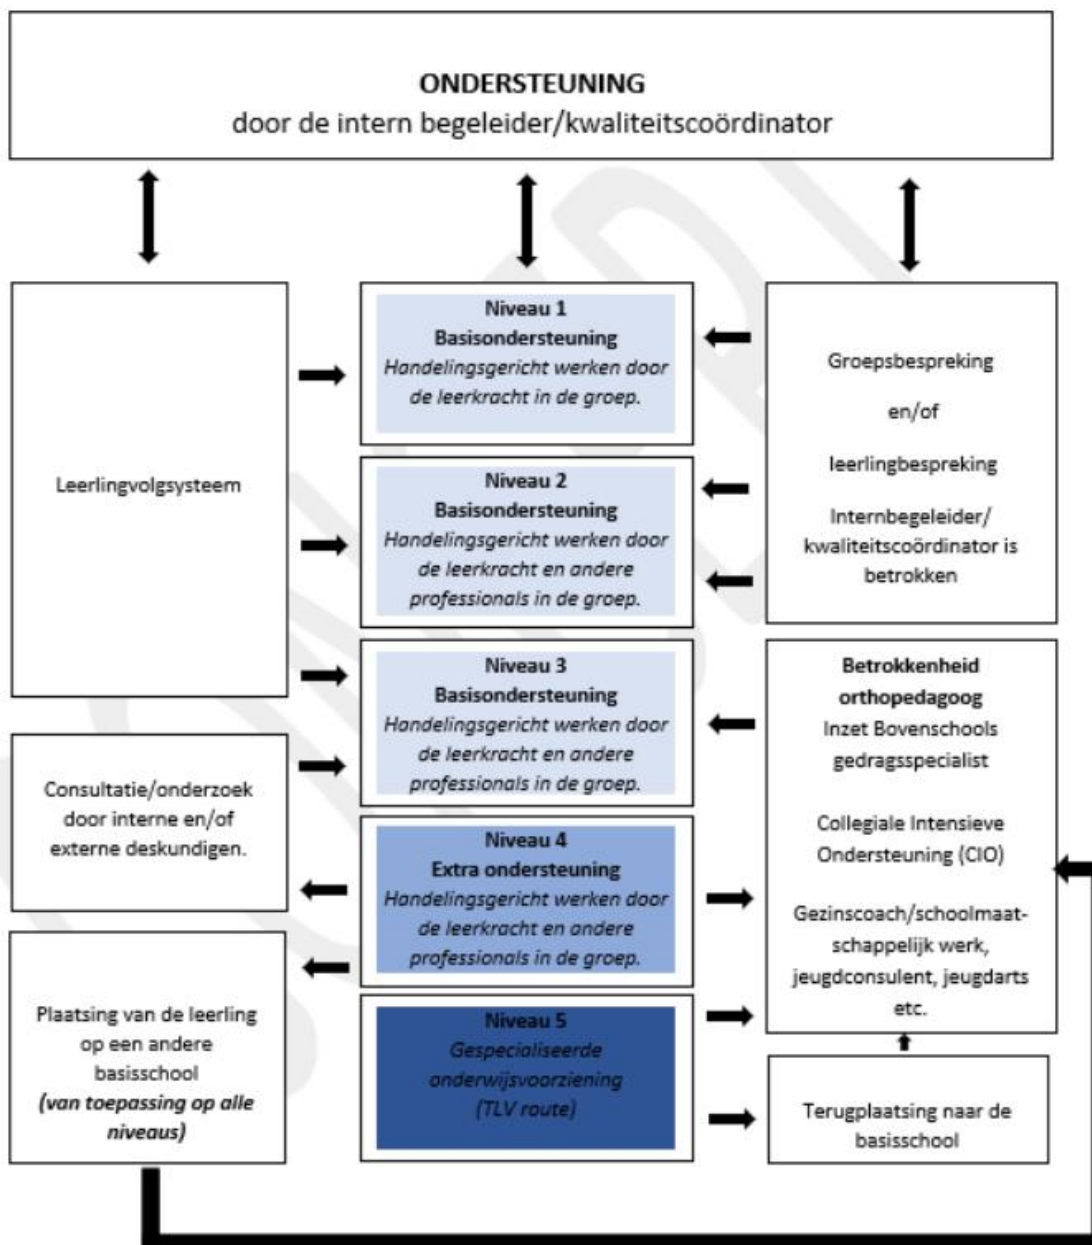 ONDERSTEUNING
door de intern begeleider/kwaliteitscoördinator
Leerlingvolgsysteem
Consultatie/onderzoek
door interne en/of
externe deskundigen.
Plaatsing van de leerling
op een andere
basisschool
(van toepassing op alle
niveaus)
Niveau 1
Basisondersteuning
Handelingsgericht werken door
de leerkracht in de groep.
Niveau 2
Basisondersteuning
Handelingsgericht werken door
de leerkracht en andere
professionals in de groep.
Niveau 3
Basisondersteuning
Handelingsgericht werken door
de leerkracht en andere
professionals in de groep.
Niveau 4
Extra ondersteuning
Handelingsgericht werken door
de leerkracht en andere
professionals in de groep.
Niveau 5
Gespecialiseerde
onderwijsvoorziening
(TLV route)
Groepsbespreking
en/of
leerlingbespreking
Internbegeleider/
kwaliteitscoördinator is
betrokken
Betrokkenheid
orthopedagoog
Inzet Bovenschools
gedragsspecialist
Collegiale Intensieve
Ondersteuning (CIO)
Gezinscoach/schoolmaat-
schappelijk werk,
jeugdconsulent, jeugdarts
etc.
Terugplaatsing naar de
basisschool